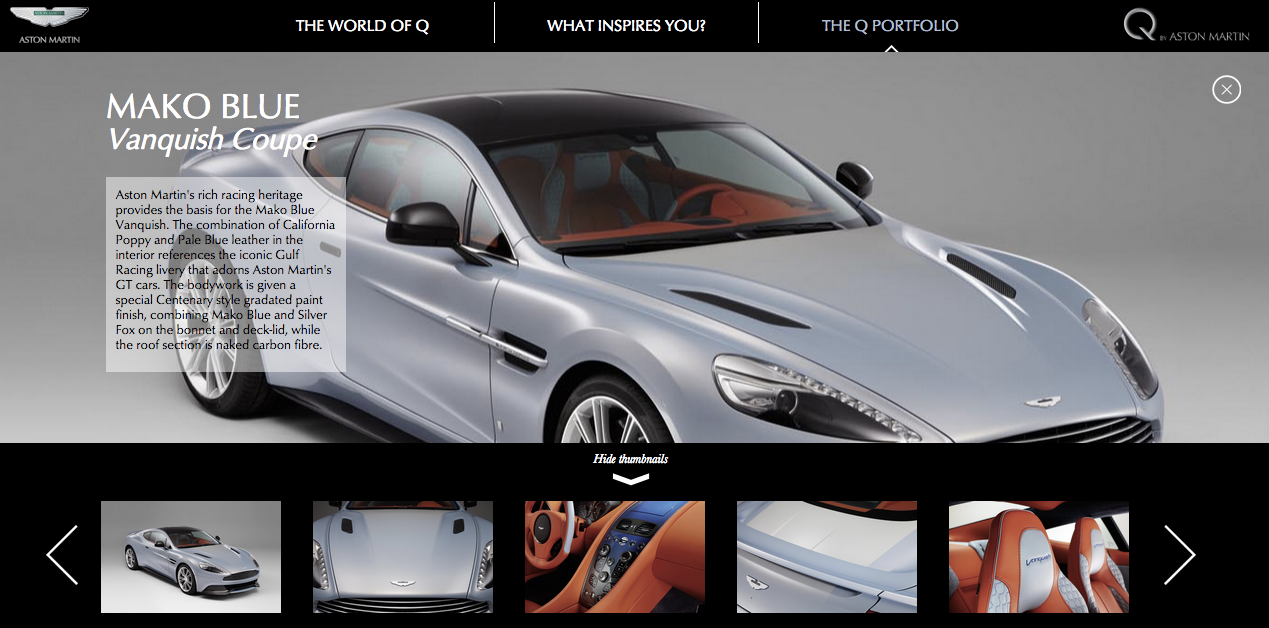 ASTON MARTIN
THE WORLD OF Q
WHAT INSPIRES YOU?
THE Q PORTFOLIO
Q BY ASTON MARTIN
MAKO BLUE
Vanquish Coupe
Aston Martin's rich racing heritage
provides the basis for the Mako Blue
Vanquish. The combination of California
Poppy and Pale Blue leather in the
interior references the iconic Gulf
Racing livery that adorns Aston Martin's
GT cars. The bodywork is given a
special Centenary style gradated paint
finish, combining Mako Blue and Silver
Fox on the bonnet and deck-lid, while
the roof section is naked carbon fibre.
Hide thumbnails
Vanquish